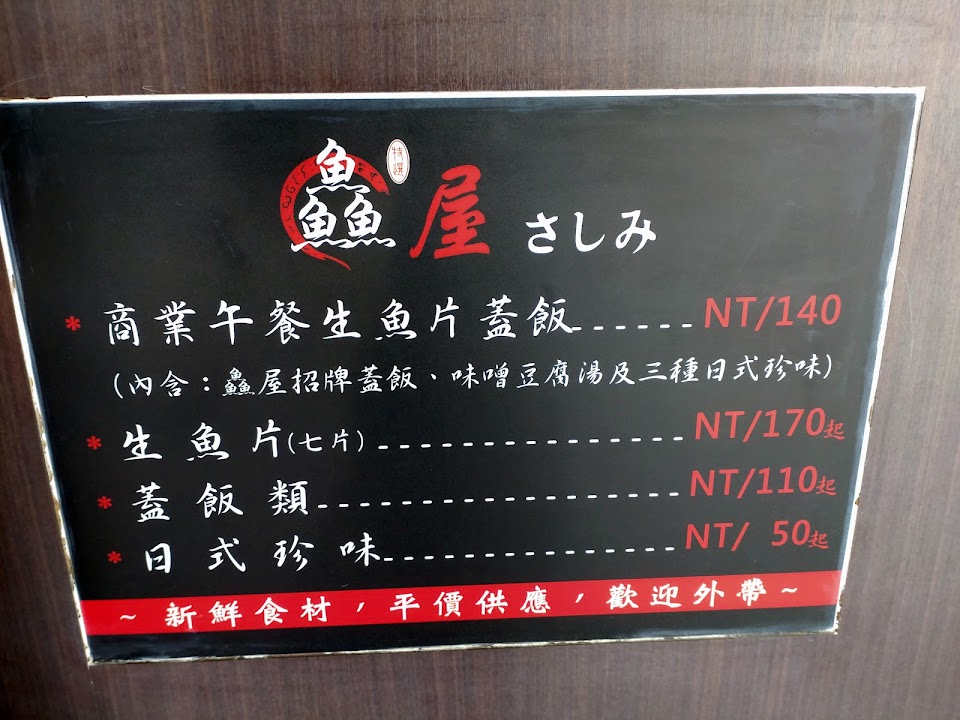 鱻屋 さしみ
特選
* 商業午餐生魚片蓋飯------NT/140
(內含：鱻屋招牌蓋飯、味噌豆腐湯及三種日式珍味)
* 生魚片(七片)----------------NT/170起
* 蓋飯類--------------------NT/110起
* 日式珍味----------------NT/ 50起
~新鮮食材，平價供應，歡迎外帶~